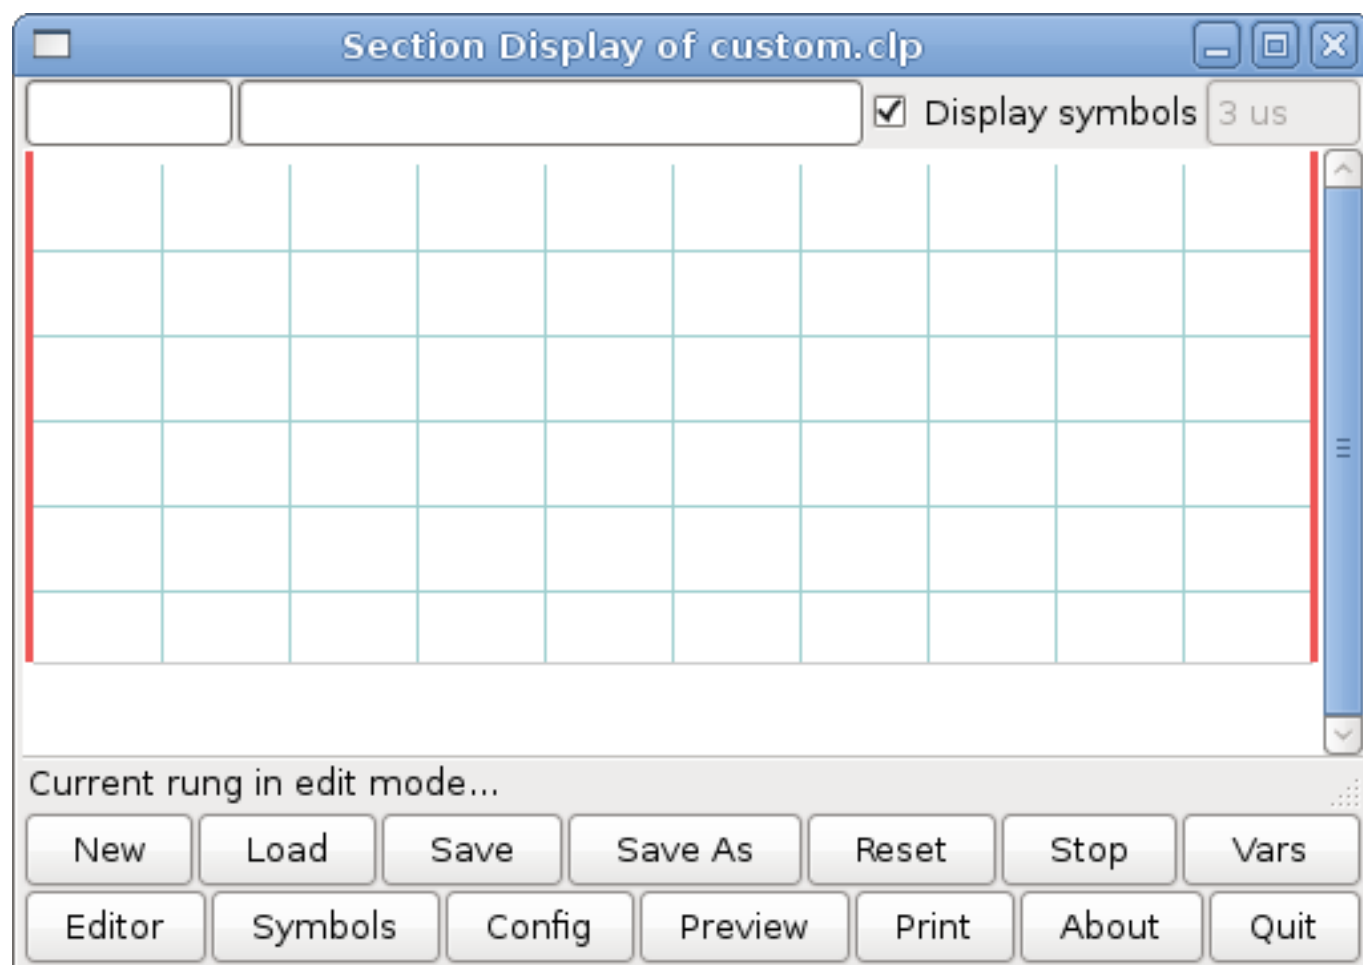 Section Display of custom.clp
Display symbols 3 us
Current rung in edit mode...
New Load Save Save As Reset Stop Vars
Editor Symbols Config Preview Print About Quit